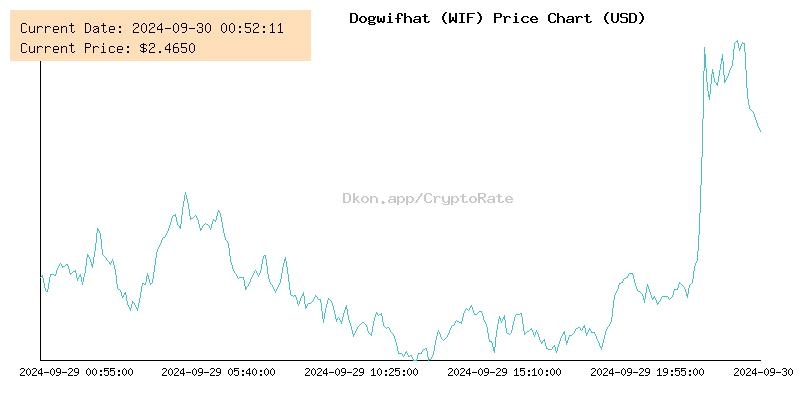 Dogwifhat (WIF) Price Chart (USD)
Current Date: 2024-09-30 00:52:11
Current Price: $2.4650
Dkon.app/CryptoRate
2024-09-29 00:55:00 2024-09-29 05:40:00 2024-09-29 10:25:00 2024-09-29 15:10:00 2024-09-29 19:55:00 2024-09-30